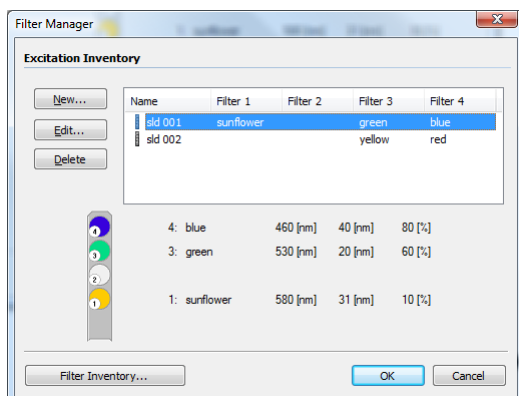 Filter Manager
Excitation Inventory
New...
Edit...
Delete
Name Filter 1 Filter 2 Filter 3 Filter 4
sld 001 sunflower green blue
sld 002 yellow red
4 4: blue 460 [nm] 40 [nm] 80 [%]
3 3: green 530 [nm] 20 [nm] 60 [%]
2
1 1: sunflower 580 [nm] 31 [nm] 10 [%]
Filter Inventory... OK Cancel